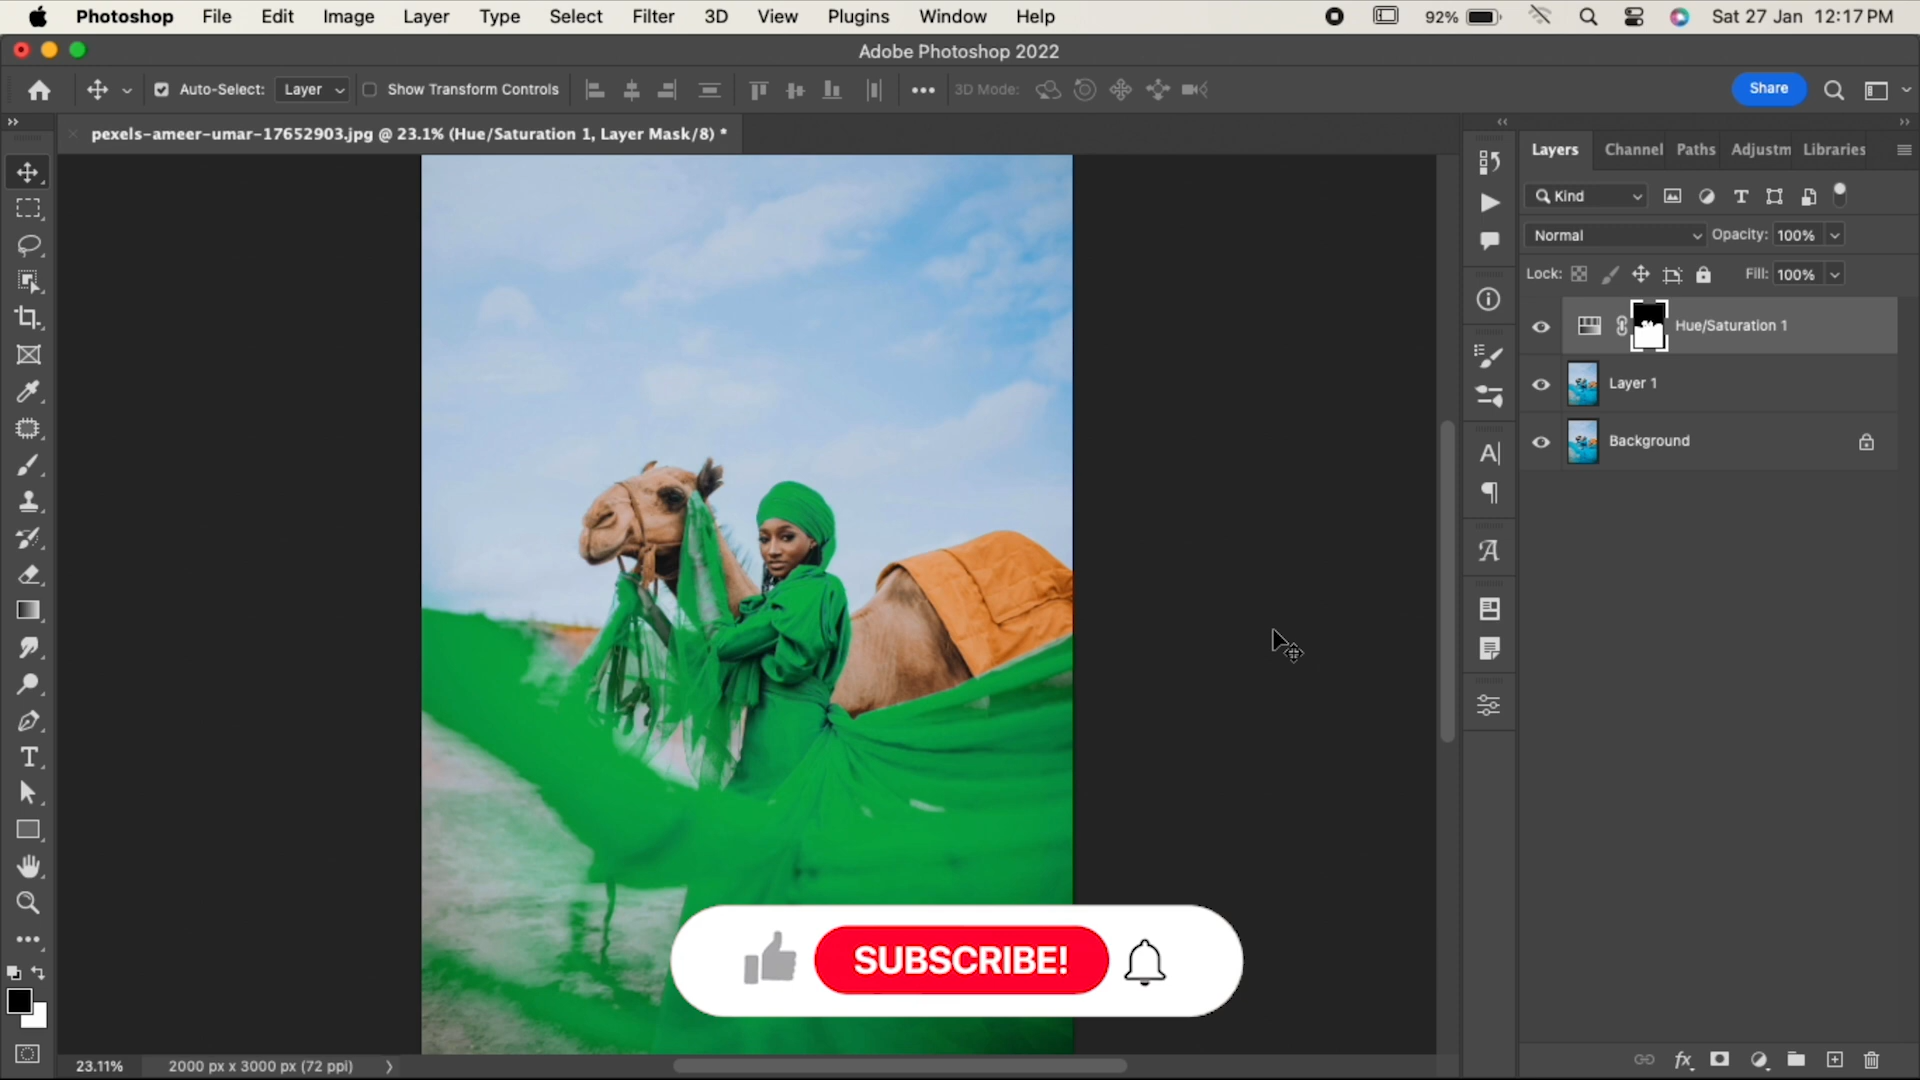 Photoshop File Edit Image Layer Type Select Filter 3D View Plugins Window Help 92% Sat 27 Jan 12:17 PM
Adobe Photoshop 2022
Auto-Select: Layer Show Transform Controls 3D Mode: Share
pexels-ameer-umar-17652903.jpg @ 23.1% (Hue/Saturation 1, Layer Mask/8) *
Layers Channel Paths Adjustm Libraries
Kind
Normal Opacity: 100%
Lock: Fill: 100%
Hue/Saturation 1
Layer 1
Background
SUBSCRIBE!
23.11% 2000 px x 3000 px (72 ppi)